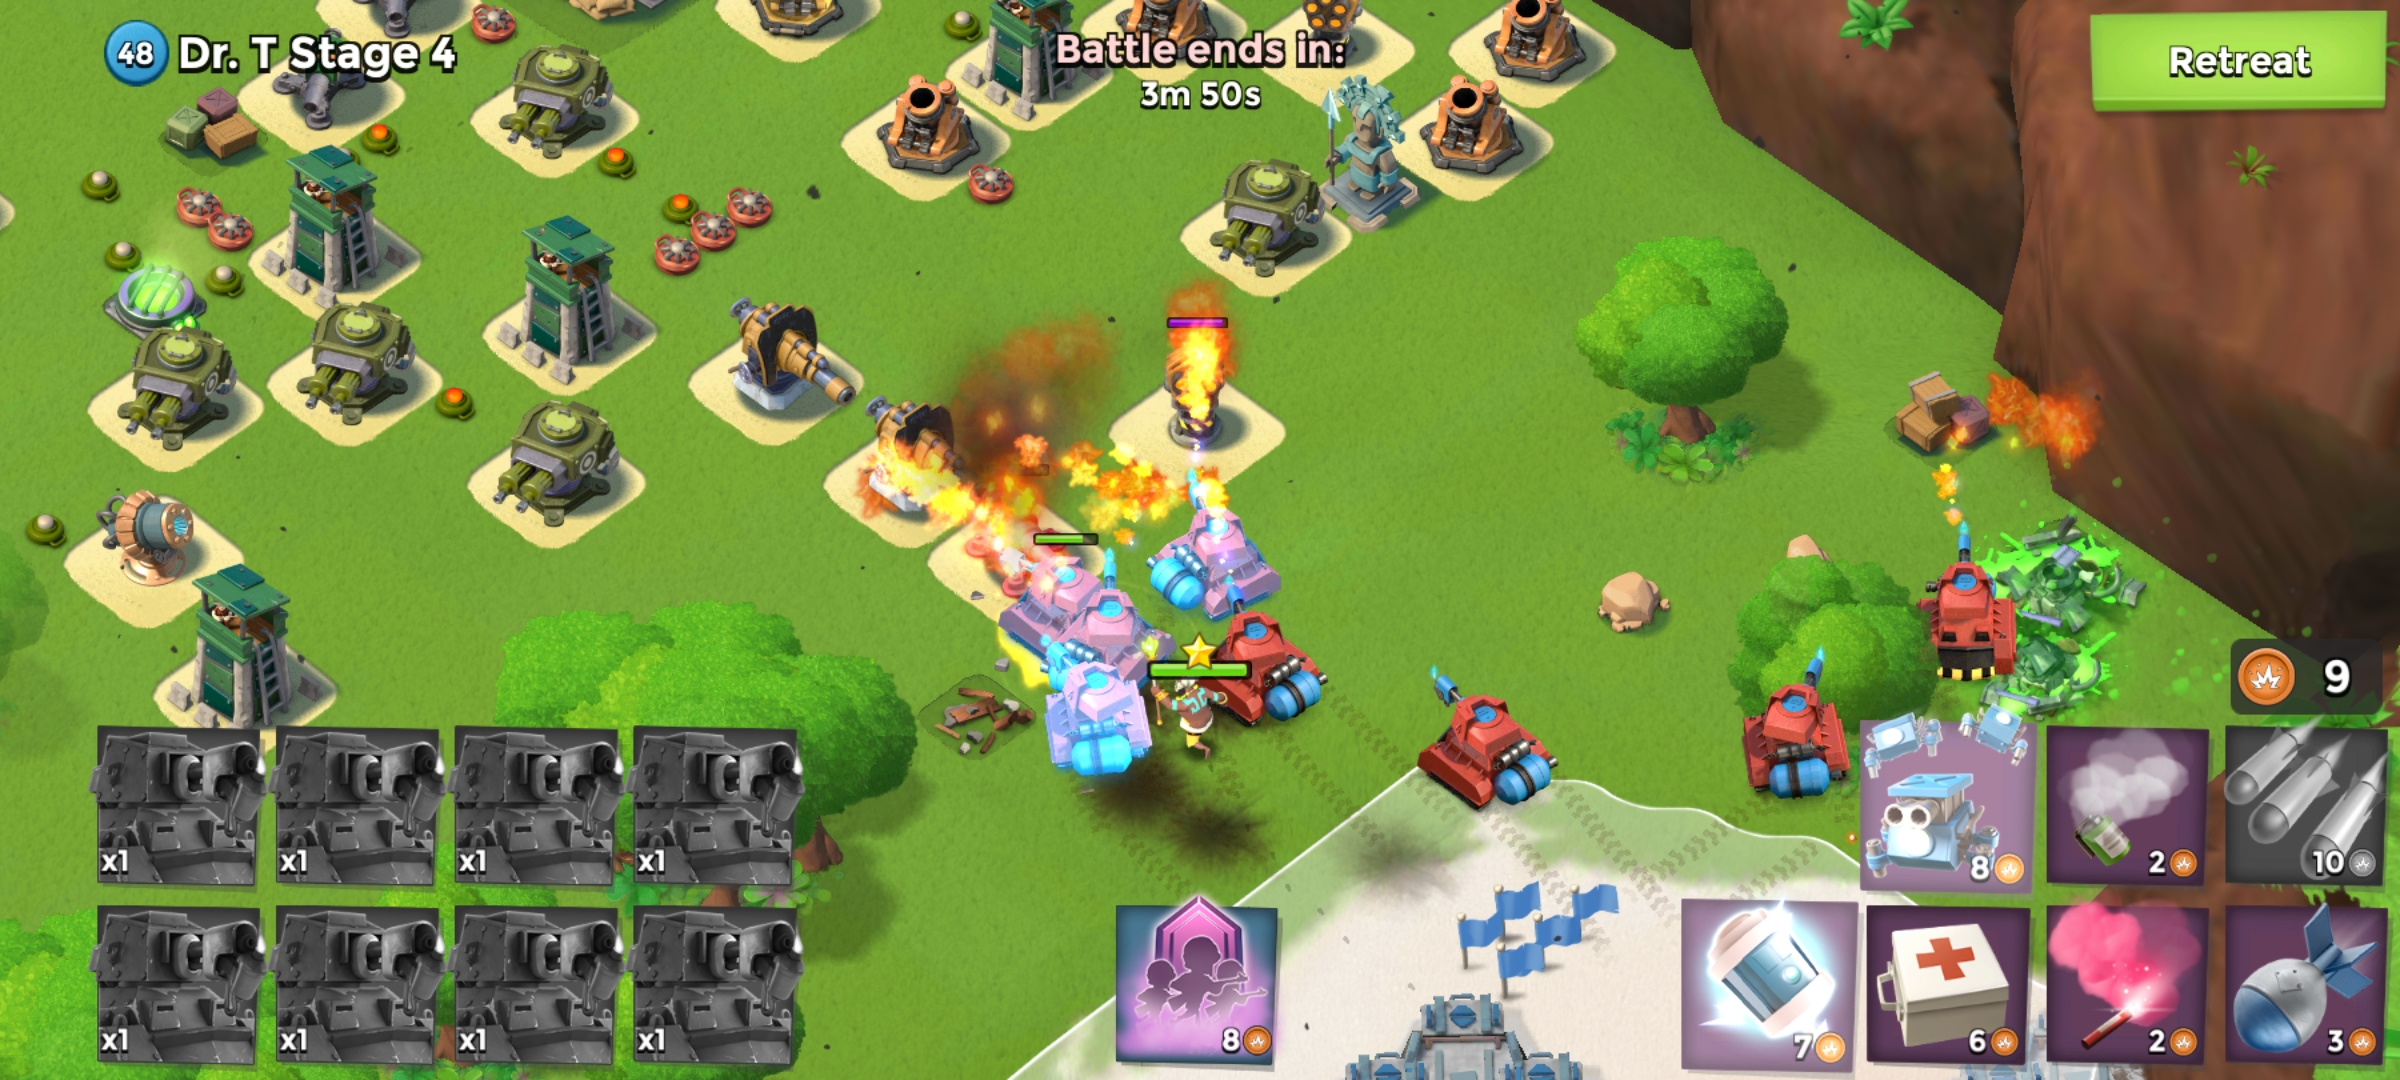 48 Dr. T Stage 4
Battle ends in:
3m 50s
Retreat
9
x1 x1 x1 x1
8 2 10
x1 x1 x1 x1
8 7 6 2 3